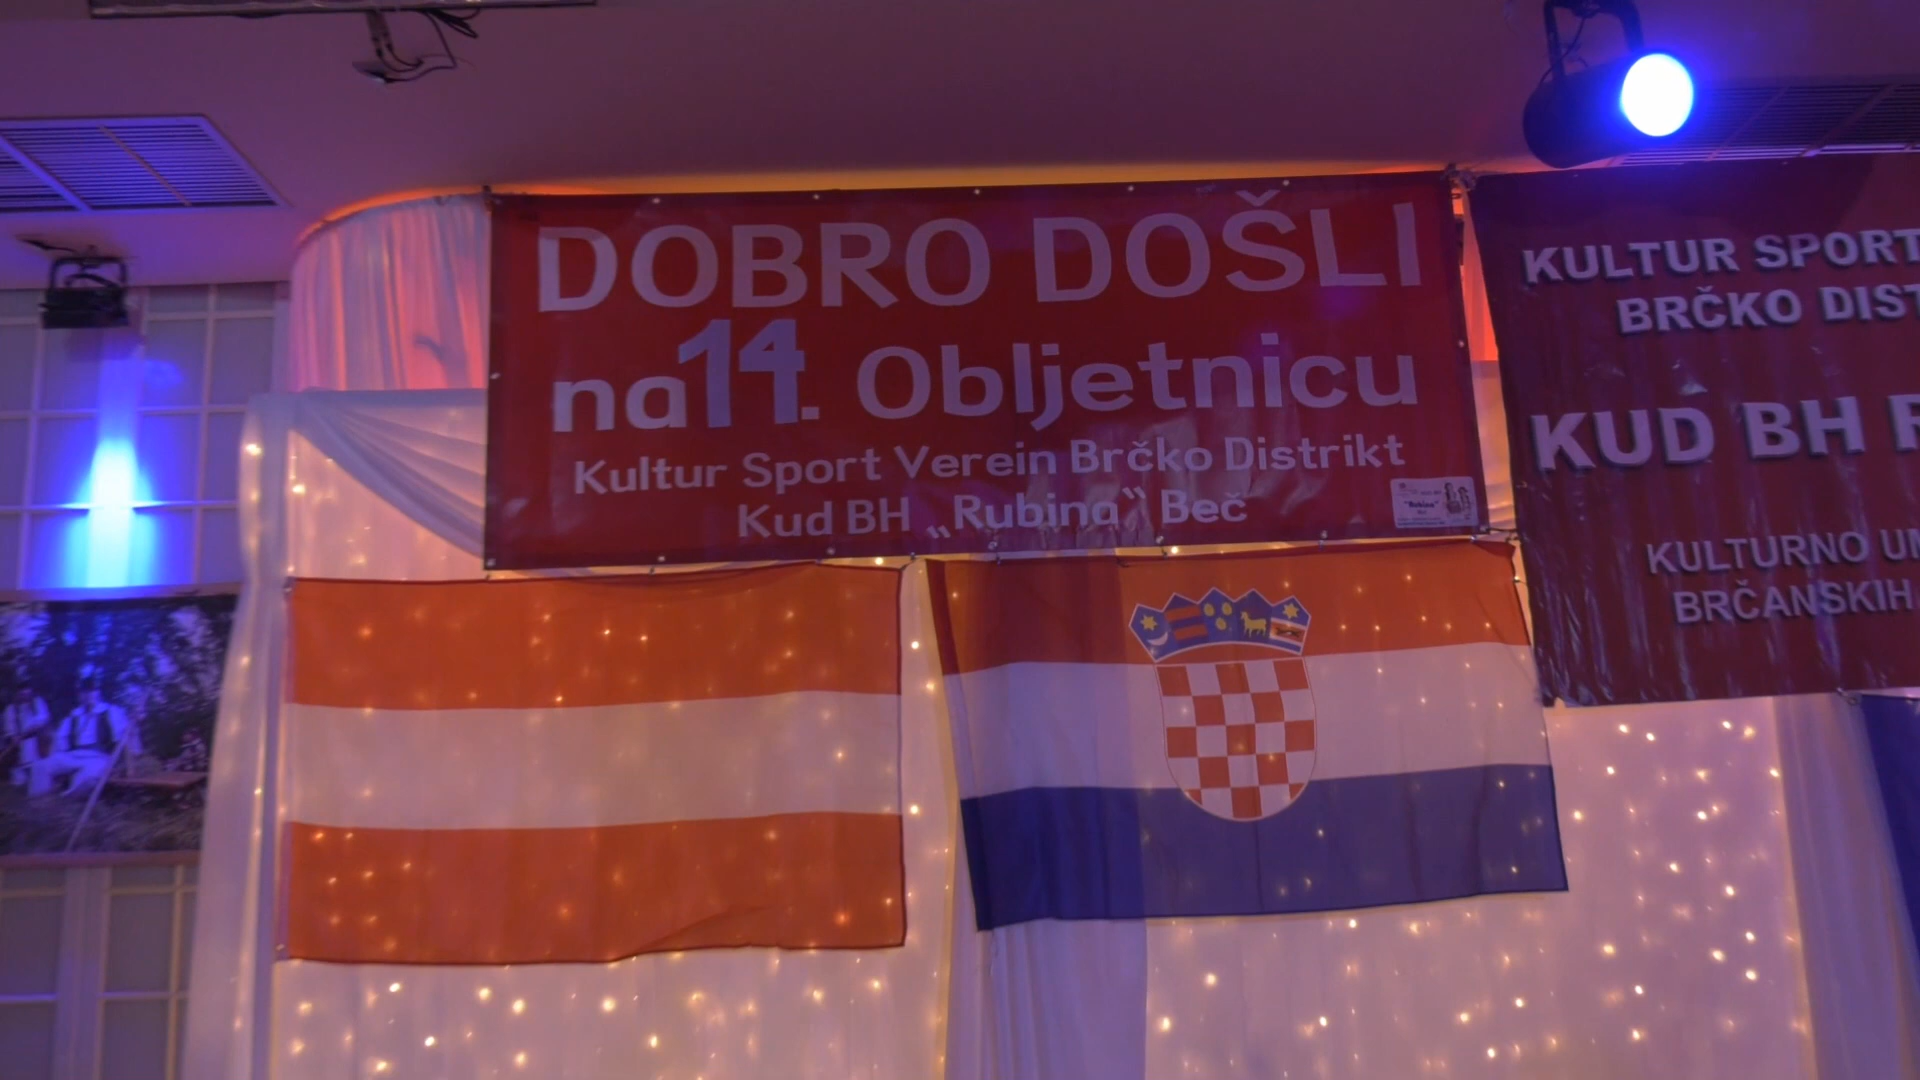 DOBRO DOŠLI
na 14. Obljetnicu
Kultur Sport Verein Brčko Distrikt
Kud BH „Rubina“ Beč
"Rubina"
KULTUR SPORT
BRČKO DIST
KUD BH R
KULTURNO UM
BRČANSKIH